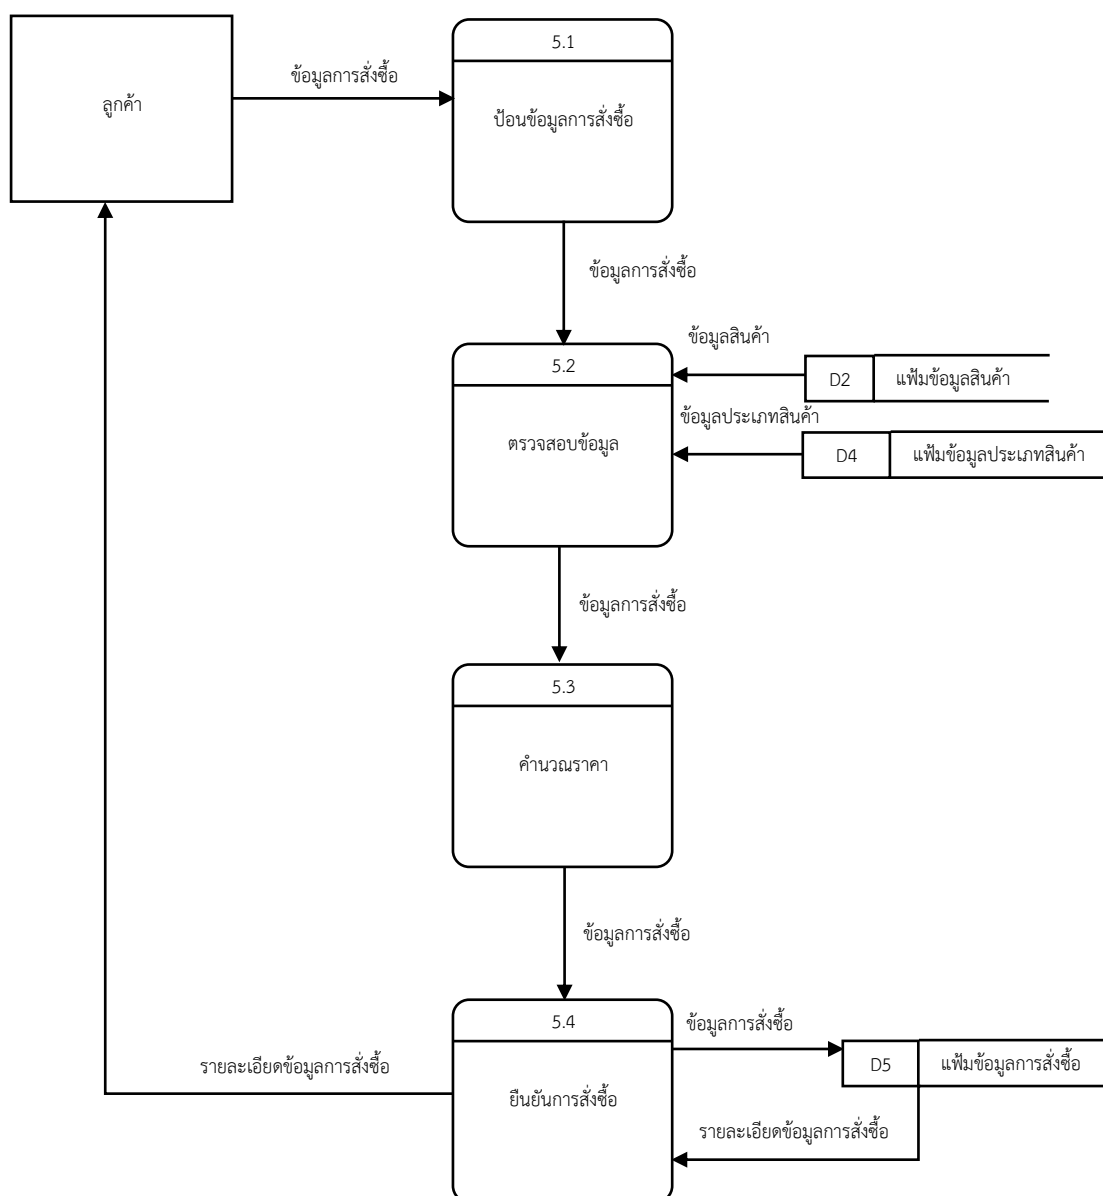 5.1
ข้อมูลการสั่งซื้อ
ลูกค้า
ป้อนข้อมูลการสั่งซื้อ
ข้อมูลการสั่งซื้อ
ข้อมูลสินค้า
5.2
D2
แฟ้มข้อมูลสินค้า
ข้อมูลประเภทสินค้า
ตรวจสอบข้อมูล
D4
แฟ้มข้อมูลประเภทสินค้า
ข้อมูลการสั่งซื้อ
5.3
คำนวณราคา
ข้อมูลการสั่งซื้อ
5.4
ข้อมูลการสั่งซื้อ
รายละเอียดข้อมูลการสั่งซื้อ
D5
แฟ้มข้อมูลการสั่งซื้อ
ยืนยันการสั่งซื้อ
รายละเอียดข้อมูลการสั่งซื้อ